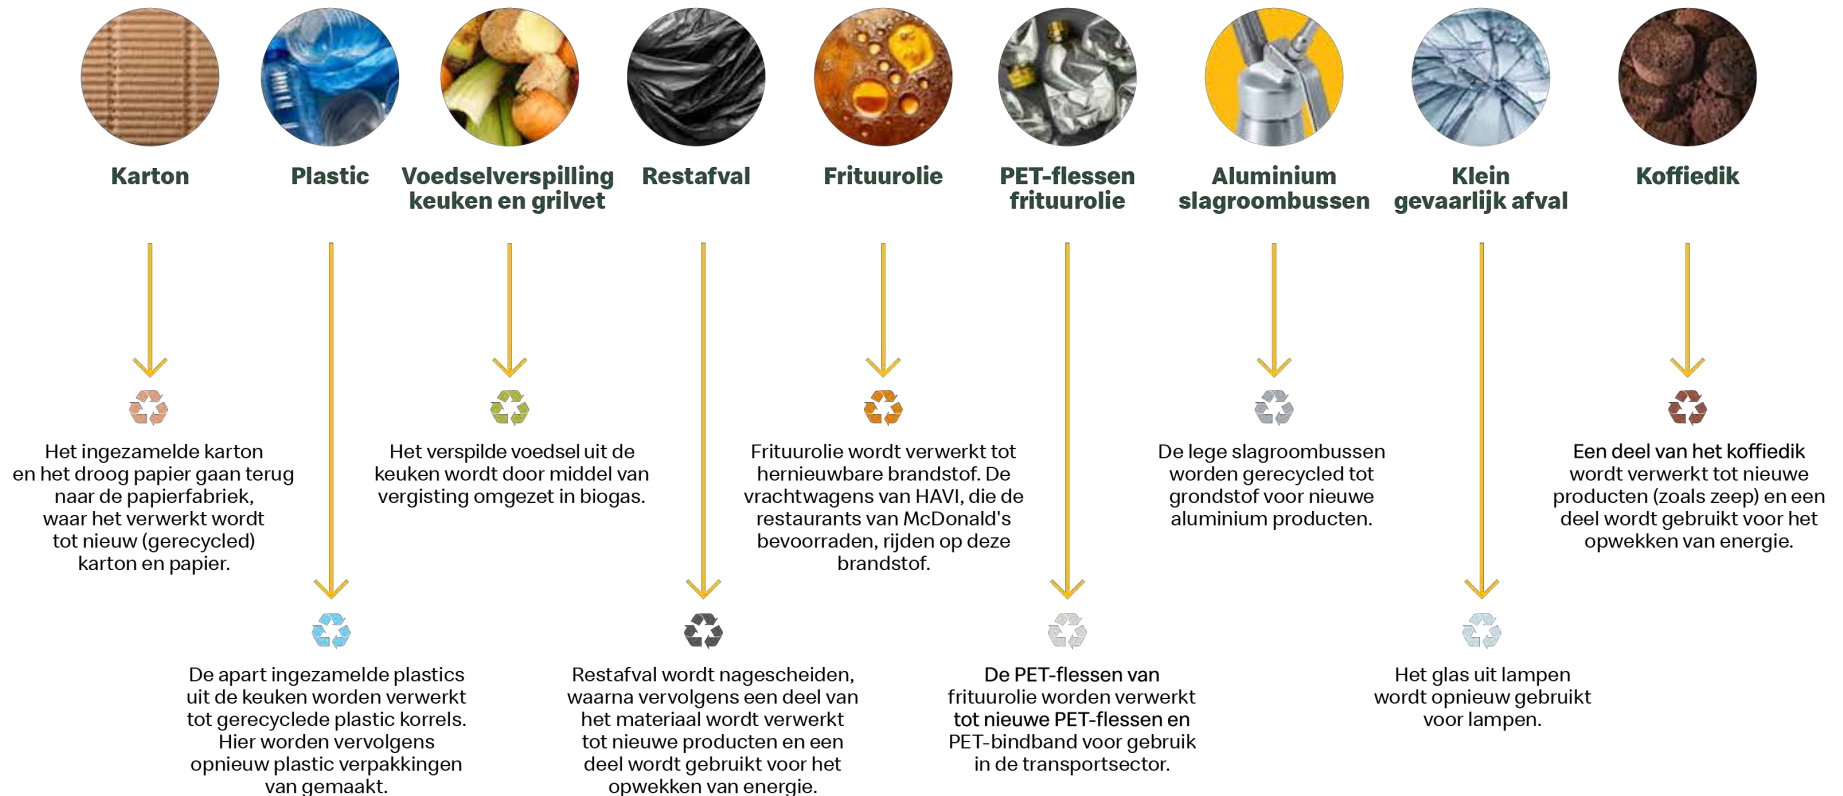 Karton
Plastic
Voedselverspilling
keuken en grilvet
Restafval
Frituurolie
PET-flessen
frituurolie
Aluminium
slagroombussen
Klein
gevaarlijk afval
Koffiedik
Het ingezamelde karton
en het droog papier gaan terug
naar de papierfabriek,
waar het verwerkt wordt
tot nieuw (gerecycled)
karton en papier.
Het verspilde voedsel uit de
keuken wordt door middel van
vergisting omgezet in biogas.
Frituurolie wordt verwerkt tot
hernieuwbare brandstof. De
vrachtwagens van HAVI, die de
restaurants van McDonald's
bevoorraden, rijden op deze
brandstof.
De lege slagroombussen
worden gerecycled tot
grondstof voor nieuwe
aluminium producten.
Een deel van het koffiedik
wordt verwerkt tot nieuwe
producten (zoals zeep) en een
deel wordt gebruikt voor het
opwekken van energie.
De apart ingezamelde plastics
uit de keuken worden verwerkt
tot gerecyclede plastic korrels.
Hier worden vervolgens
opnieuw plastic verpakkingen
van gemaakt.
Restafval wordt nagescheiden,
waarna vervolgens een deel van
het materiaal wordt verwerkt
tot nieuwe producten en een
deel wordt gebruikt voor het
opwekken van energie.
De PET-flessen van
frituurolie worden verwerkt
tot nieuwe PET-flessen en
PET-bindband voor gebruik
in de transportsector.
Het glas uit lampen
wordt opnieuw gebruikt
voor lampen.